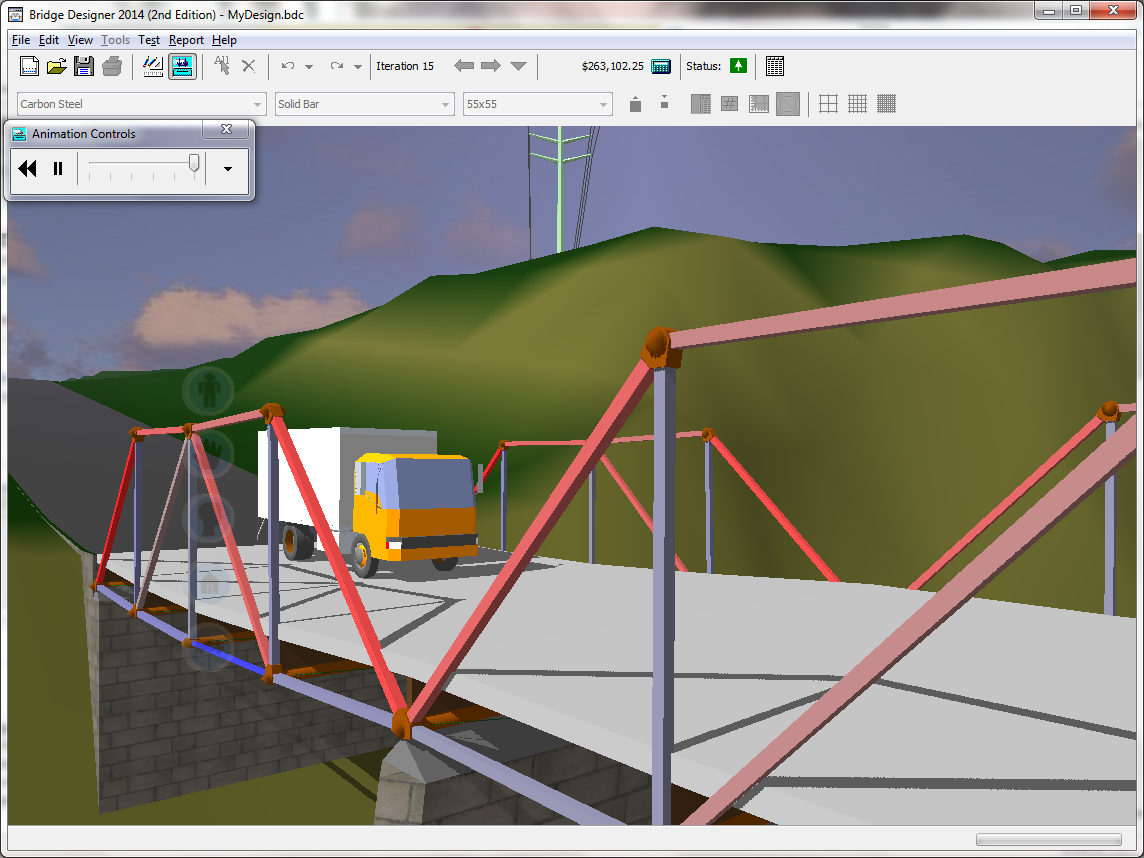 Bridge Designer 2014 (2nd Edition) - MyDesign.bdc
File Edit View Tools Test Report Help
All Iteration 15 $263,102.25 Status:
Carbon Steel Solid Bar 55x55
Animation Controls